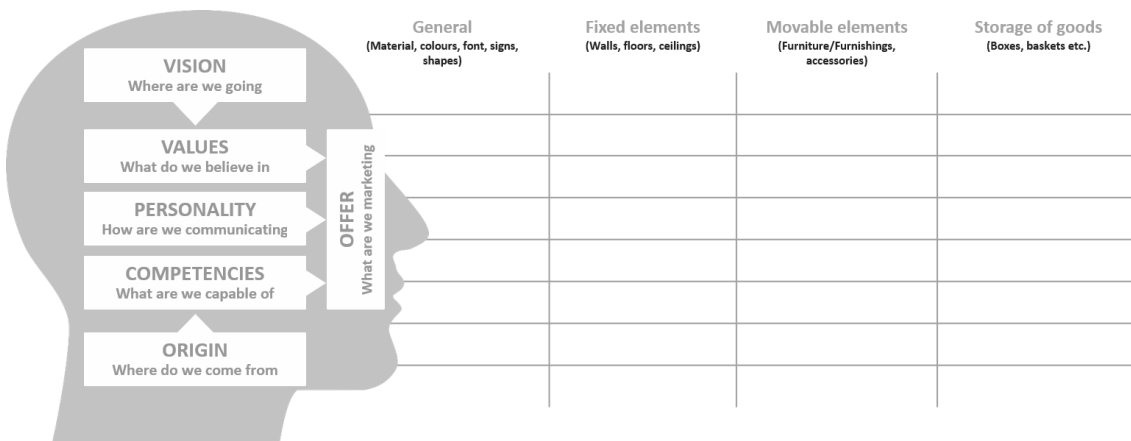 General
(Material, colours, font, signs,
shapes)
Fixed elements
(Walls, floors, ceilings)
Movable elements
(Furniture/Furnishings,
accessories)
Storage of goods
(Boxes, baskets etc.)
VISION
Where are we going
VALUES
What do we believe in
PERSONALITY
How are we communicating
COMPETENCIES
What are we capable of
ORIGIN
Where do we come from
OFFER
What are we marketing